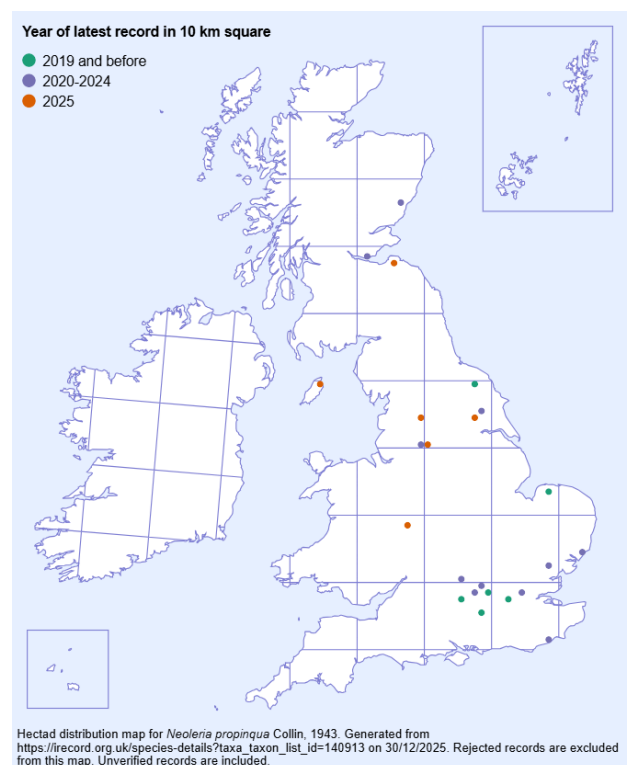 Year of latest record in 10 km square
2019 and before
2020-2024
2025
Hectad distribution map for Neoleria propinqua Collin, 1943. Generated from
https://irecord.org.uk/species-details?taxa_taxon_list_id=140913 on 30/12/2025. Rejected records are excluded
from this map. Unverified records are included.